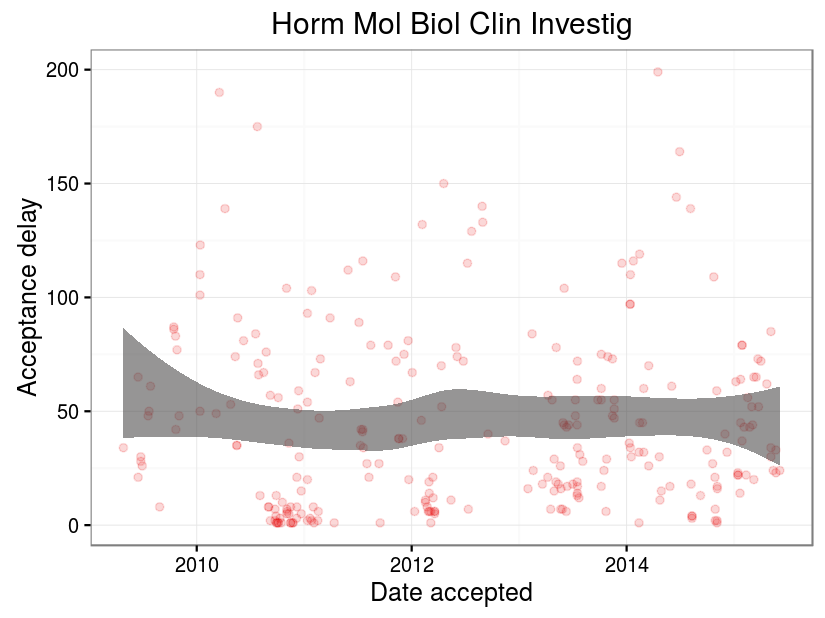 Horm Mol Biol Clin Investig
Acceptance delay
200
150
100
50
0
2010
2012
2014
Date accepted